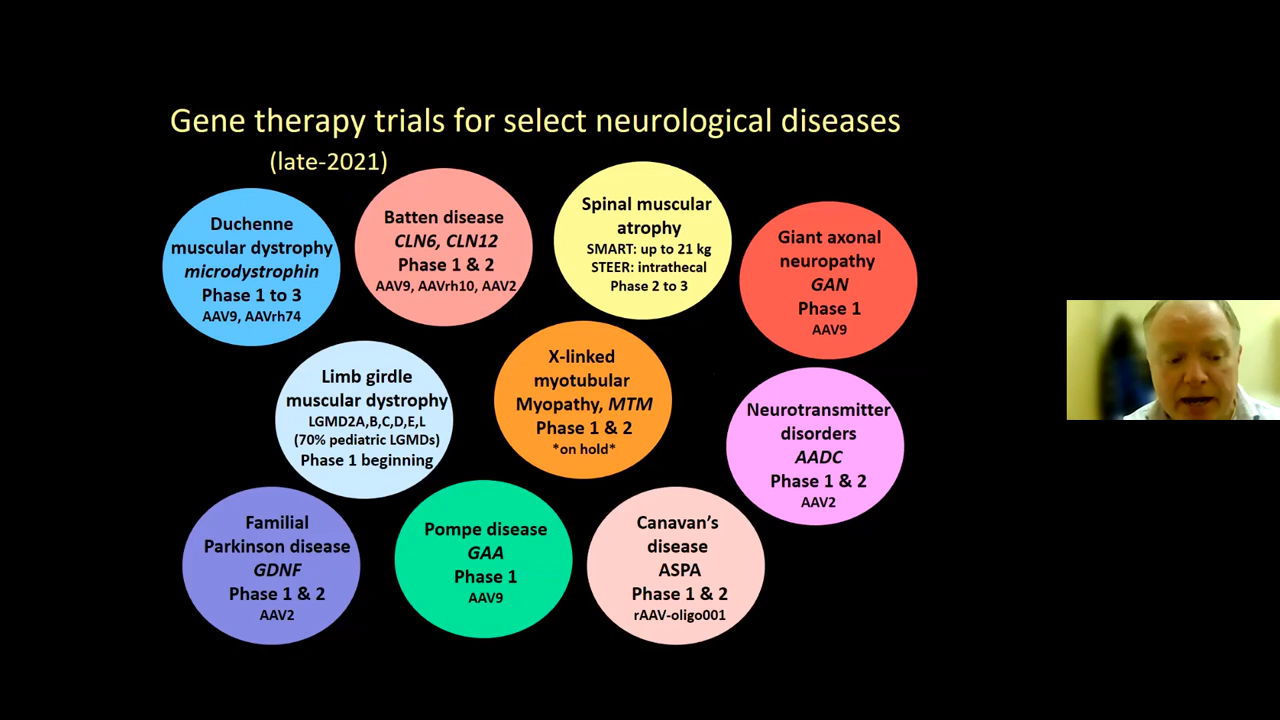 Gene therapy trials for select neurological diseases
(late-2021)
Duchenne
muscular dystrophy
microdystrophin
Phase 1 to 3
AAV9, AAVrh74
Batten disease
CLN6, CLN12
Phase 1 & 2
AAV9, AAVrh10, AAV2
Spinal muscular
atrophy
SMART: up to 21 kg
STEER: intrathecal
Phase 2 to 3
Giant axonal
neuropathy
GAN
Phase 1
AAV9
Limb girdle
muscular dystrophy
LGMD2A,B,C,D,E,L
(70% pediatric LGMDs)
Phase 1 beginning
X-linked
myotubular
Myopathy, MTM
Phase 1 & 2
*on hold*
Neurotransmitter
disorders
AADC
Phase 1 & 2
AAV2
Familial
Parkinson disease
GDNF
Phase 1 & 2
AAV2
Pompe disease
GAA
Phase 1
AAV9
Canavan’s
disease
ASPA
Phase 1 & 2
rAAV-oligo001